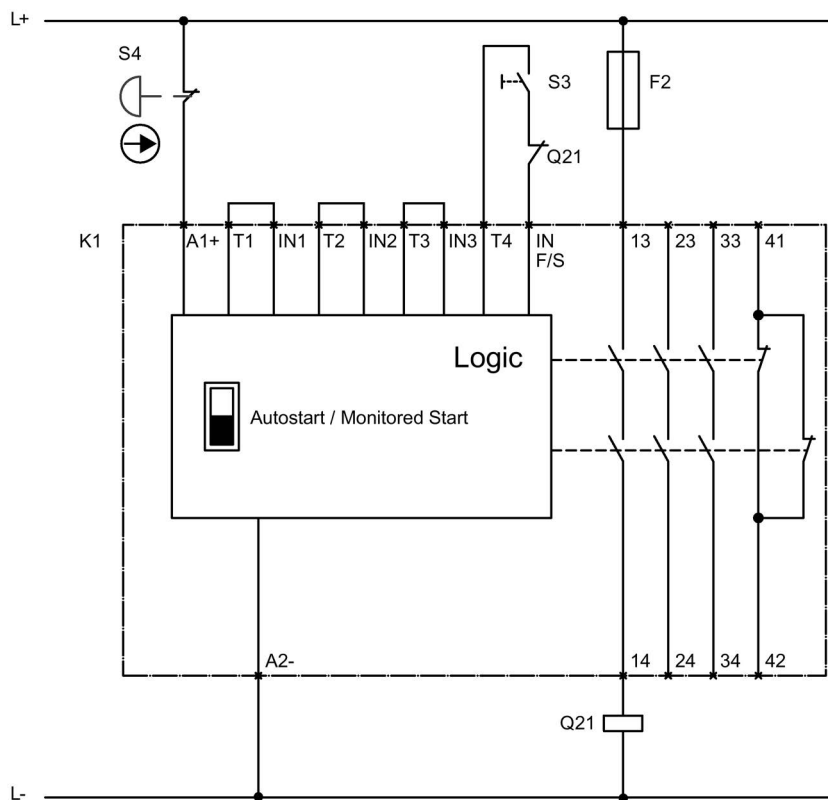 L+
S4
S3
F2
Q21
K1
A1+ T1 IN1 T2 IN2 T3 IN3 T4 IN 13 23 33 41
F/S
Logic
Autostart / Monitored Start
A2- 14 24 34 42
Q21
L-